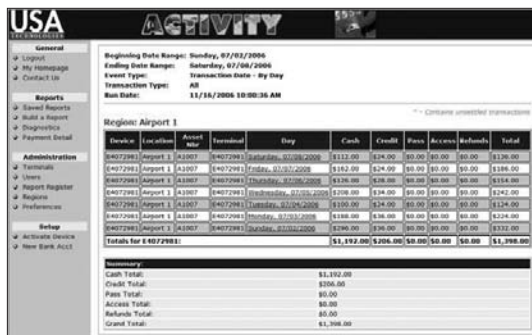 USA
TECHNOLOGIES
ACTIVITY
General
Logout
My Homepage
Contact Us
Reports
Saved Reports
Build a Report
Diagnostics
Payment Detail
Administration
Terminals
Users
Report Register
Regions
Preferences
Setup
Activate Device
New Bank Acct
Beginning Date Range: Sunday, 07/02/2006
Ending Date Range: Saturday, 07/08/2006
Event Type: Transaction Date - By Day
Transaction Type: All
Run Date: 11/16/2006 10:00:36 AM
* - Contains unsettled transactions
Region: Airport 1
Device Location Asset Nbr Terminal Day Cash Credit Pass Access Refunds Total
E4072981 Airport 1 A1007 E4072981 Saturday, 07/08/2006 $112.00 $24.00 $0.00 $0.00 $0.00 $136.00
E4072981 Airport 1 A1007 E4072981 Friday, 07/07/2006 $162.00 $24.00 $0.00 $0.00 $0.00 $186.00
E4072981 Airport 1 A1007 E4072981 Thursday, 07/06/2006 $126.00 $28.00 $0.00 $0.00 $0.00 $154.00
E4072981 Airport 1 A1007 E4072981 Wednesday, 07/05/2006 $208.00 $34.00 $0.00 $0.00 $0.00 $242.00
E4072981 Airport 1 A1007 E4072981 Tuesday, 07/04/2006 $100.00 $24.00 $0.00 $0.00 $0.00 $124.00
E4072981 Airport 1 A1007 E4072981 Monday, 07/03/2006 $188.00 $36.00 $0.00 $0.00 $0.00 $224.00
E4072981 Airport 1 A1007 E4072981 Sunday, 07/02/2006 $296.00 $36.00 $0.00 $0.00 $0.00 $332.00
Totals for E4072981: $1,192.00 $206.00 $0.00 $0.00 $0.00 $1,398.00
Summary:
Cash Total: $1,192.00
Credit Total: $206.00
Pass Total: $0.00
Access Total: $0.00
Refunds Total: $0.00
Grand Total: $1,398.00